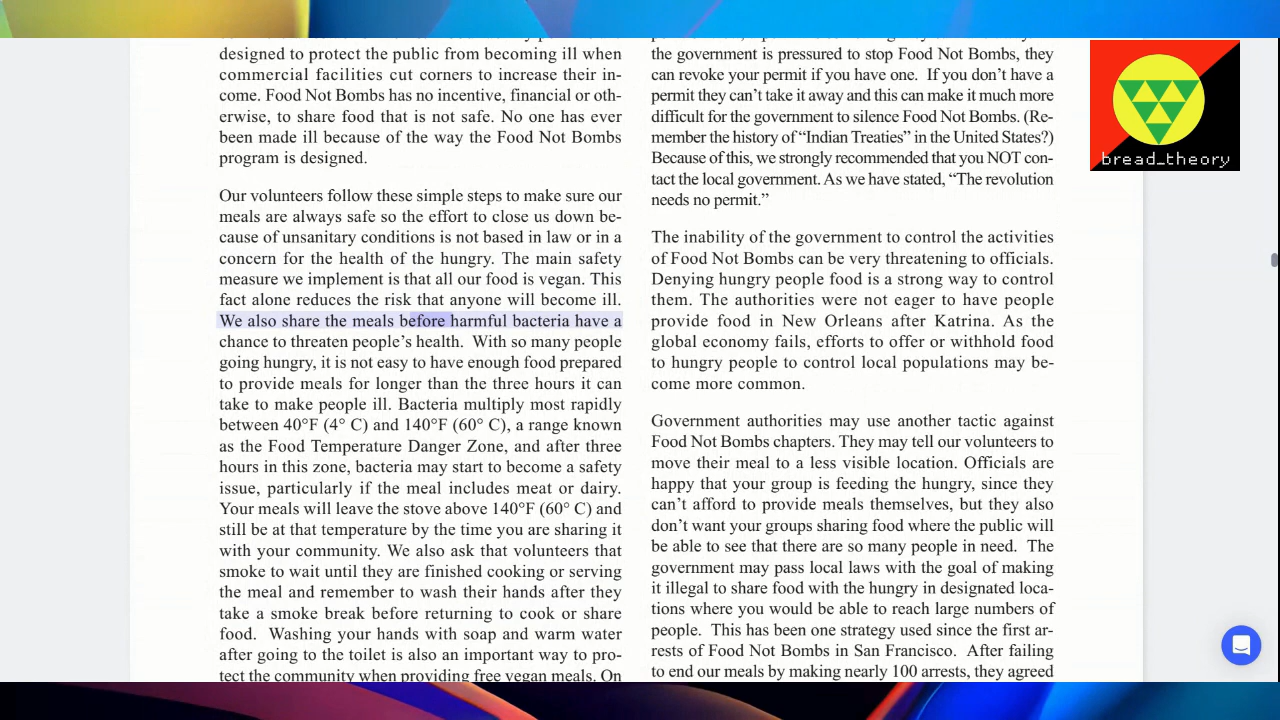 designed to protect the public from becoming ill when
commercial facilities cut corners to increase their in-
come. Food Not Bombs has no incentive, financial or oth-
erwise, to share food that is not safe. No one has ever
been made ill because of the way the Food Not Bombs
program is designed.
Our volunteers follow these simple steps to make sure our
meals are always safe so the effort to close us down be-
cause of unsanitary conditions is not based in law or in a
concern for the health of the hungry. The main safety
measure we implement is that all our food is vegan. This
fact alone reduces the risk that anyone will become ill.
We also share the meals before harmful bacteria have a
chance to threaten people's health. With so many people
going hungry, it is not easy to have enough food prepared
to provide meals for longer than the three hours it can
take to make people ill. Bacteria multiply most rapidly
between 40°F (4° C) and 140°F (60° C), a range known
as the Food Temperature Danger Zone, and after three
hours in this zone, bacteria may start to become a safety
issue, particularly if the meal includes meat or dairy.
Your meals will leave the stove above 140°F (60° C) and
still be at that temperature by the time you are sharing it
with your community. We also ask that volunteers that
smoke to wait until they are finished cooking or serving
the meal and remember to wash their hands after they
take a smoke break before returning to cook or share
food. Washing your hands with soap and warm water
after going to the toilet is also an important way to pro-
tect the community when providing free vegan meals. On
the government is pressured to stop Food Not Bombs, they
can revoke your permit if you have one. If you don't have a
permit they can't take it away and this can make it much more
difficult for the government to silence Food Not Bombs. (Re-
member the history of "Indian Treaties" in the United States?)
Because of this, we strongly recommended that you NOT con-
tact the local government. As we have stated, "The revolution
needs no permit."
The inability of the government to control the activities
of Food Not Bombs can be very threatening to officials.
Denying hungry people food is a strong way to control
them. The authorities were not eager to have people
provide food in New Orleans after Katrina. As the
global economy fails, efforts to offer or withhold food
to hungry people to control local populations may be-
come more common.
Government authorities may use another tactic against
Food Not Bombs chapters. They may tell our volunteers to
move their meal to a less visible location. Officials are
happy that your group is feeding the hungry, since they
can't afford to provide meals themselves, but they also
don't want your groups sharing food where the public will
be able to see that there are so many people in need. The
government may pass local laws with the goal of making
it illegal to share food with the hungry in designated loca-
tions where you would be able to reach large numbers of
people. This has been one strategy used since the first ar-
rests of Food Not Bombs in San Francisco. After failing
to end our meals by making nearly 100 arrests, they agreed
bread_theory